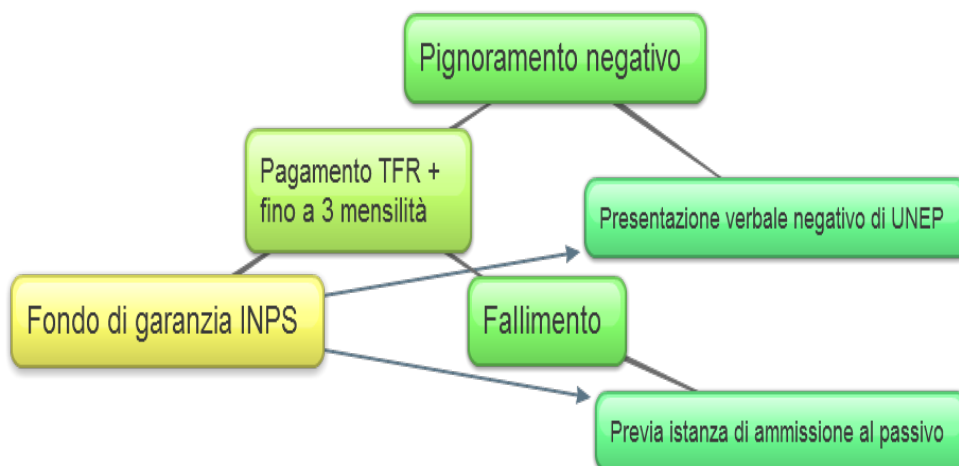 Pignoramento negativo
Pagamento TFR +
fino a 3 mensilità
Presentazione verbale negativo di UNEP
Fondo di garanzia INPS
Fallimento
Previa istanza di ammissione al passivo